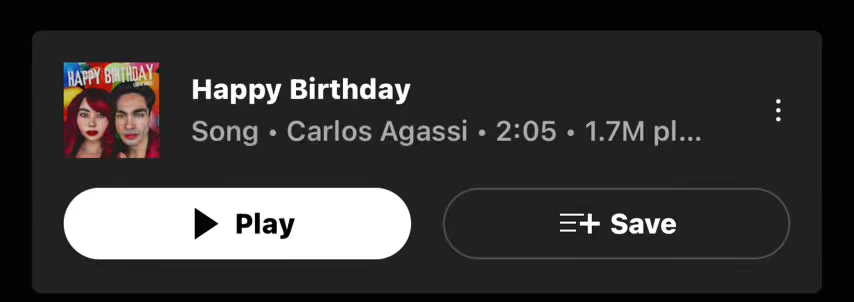 HAPPY BIRTHDAY
Happy Birthday
Song • Carlos Agassi • 2:05 • 1.7M pl...
Play
Save